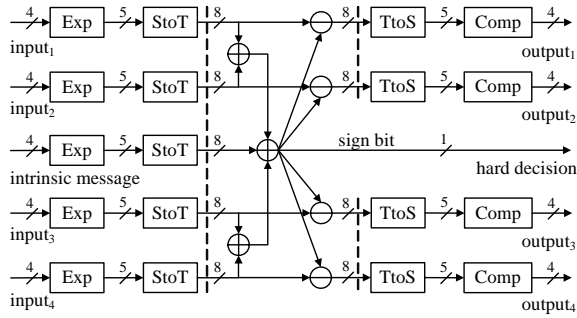 4 Exp 5 StoT 8 8 TtoS 5 Comp 4
input₁ output₁
4 Exp 5 StoT 8 8 TtoS 5 Comp 4
input₂ output₂
4 Exp 5 StoT 8 sign bit 1
intrinsic message hard decision
4 Exp 5 StoT 8 8 TtoS 5 Comp 4
input₃ output₃
4 Exp 5 StoT 8 8 TtoS 5 Comp 4
input₄ output₄